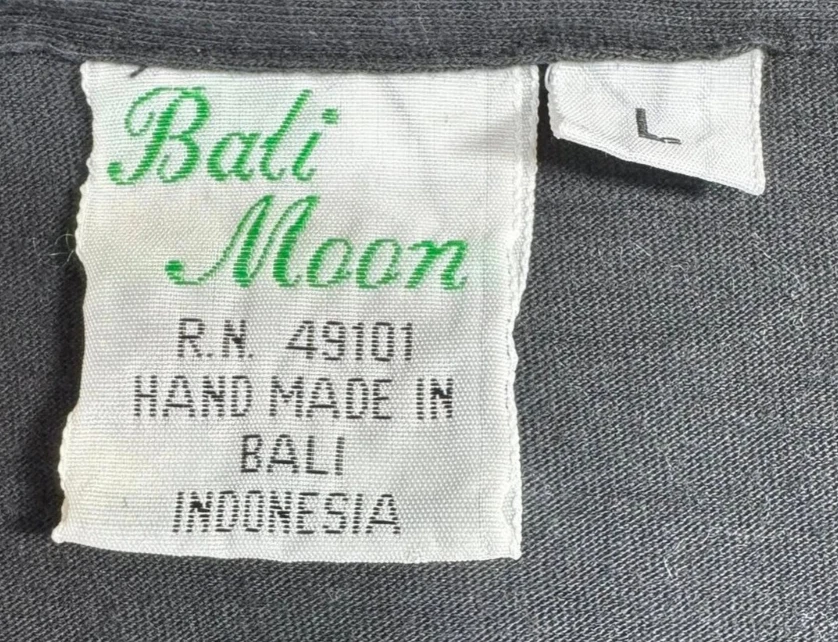 Bali
Moon
R.N. 49101
HAND MADE IN
BALI
INDONESIA
L